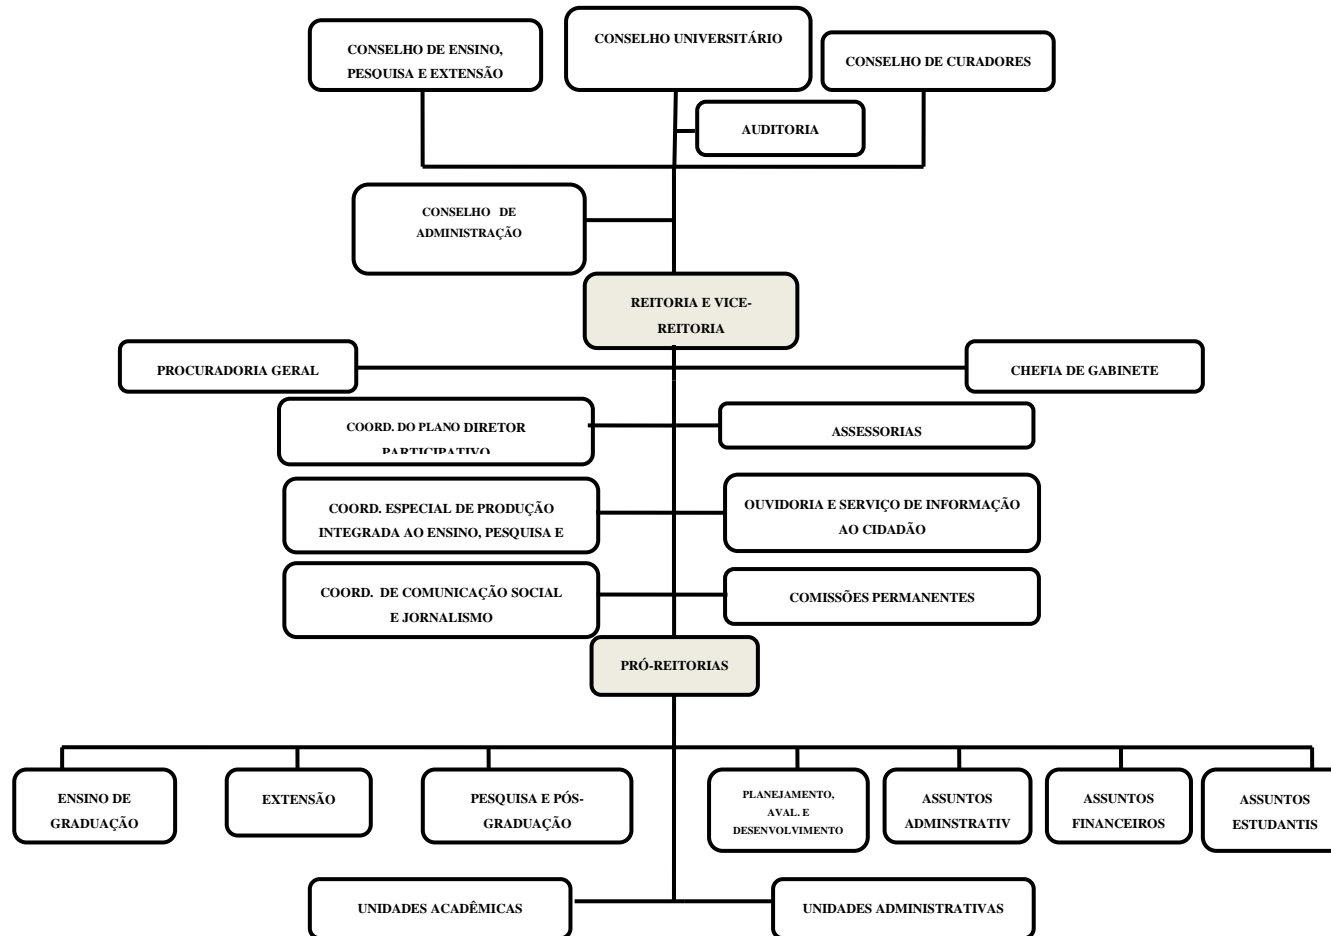 CONSELHO DE ENSINO,
PESQUISA E EXTENSÃO
CONSELHO UNIVERSITÁRIO
CONSELHO DE CURADORES
AUDITORIA
CONSELHO DE
ADMINISTRAÇÃO
REITORIA E VICE-
REITORIA
PROCURADORIA GERAL
CHEFIA DE GABINETE
COORD. DO PLANO DIRETOR
PARTICIPATIVO
ASSESSORIAS
COORD. ESPECIAL DE PRODUÇÃO
INTEGRADA AO ENSINO, PESQUISA E
OUVIDORIA E SERVIÇO DE INFORMAÇÃO
AO CIDADÃO
COORD. DE COMUNICAÇÃO SOCIAL
E JORNALISMO
COMISSÕES PERMANENTES
PRÓ-REITORIAS
ENSINO DE
GRADUAÇÃO
EXTENSÃO
PESQUISA E PÓS-
GRADUAÇÃO
PLANEJAMENTO,
AVAL. E
DESENVOLVIMENTO
ASSUNTOS
ADMINSTRATIV
ASSUNTOS
FINANCEIROS
ASSUNTOS
ESTUDANTIS
UNIDADES ACADÊMICAS
UNIDADES ADMINISTRATIVAS